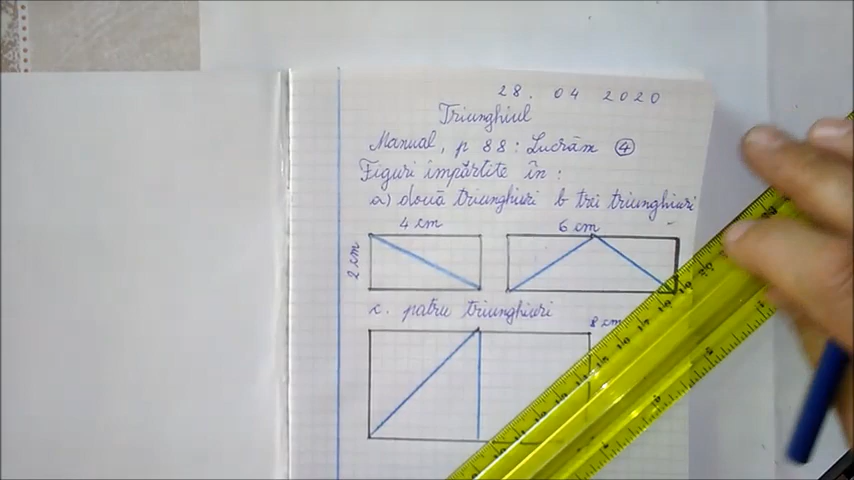 28. 04 2020
Triunghiul
Manual, p 88: Lucrăm 4
Figuri împărțite în:
a) două triunghiuri b trei triunghiuri
4 cm 6 cm
2 cm
c. patru triunghiuri
8 cm